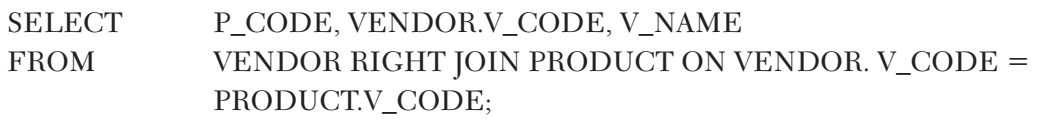 SELECT P_CODE, VENDOR.V_CODE, V_NAME
FROM VENDOR RIGHT JOIN PRODUCT ON VENDOR. V_CODE =
PRODUCT.V_CODE;